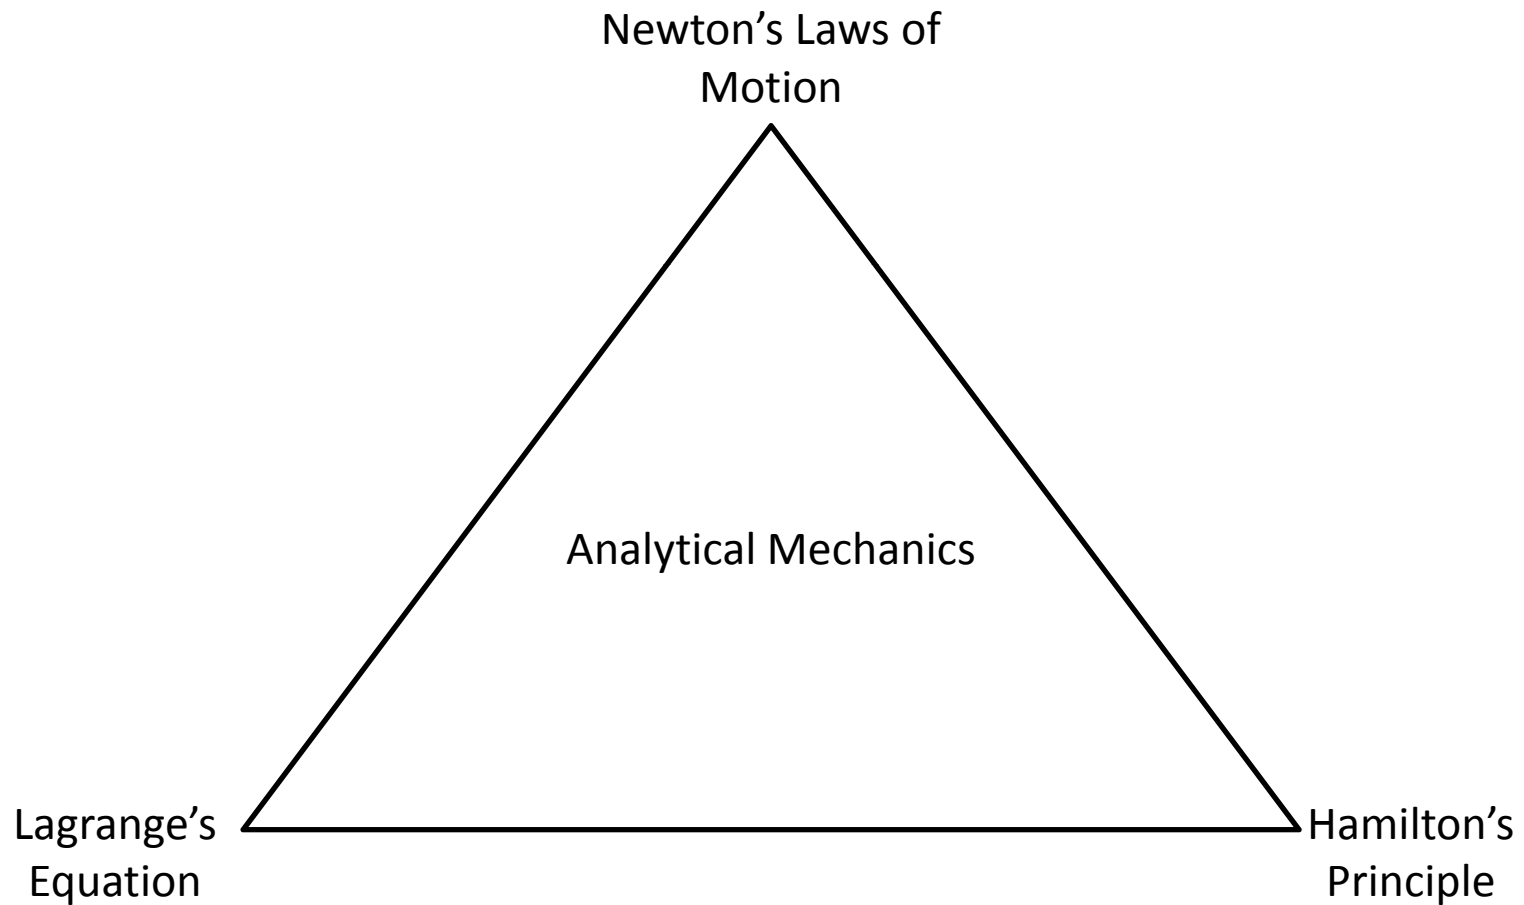 Newton’s Laws of
Motion
Analytical Mechanics
Lagrange’s
Equation
Hamilton’s
Principle